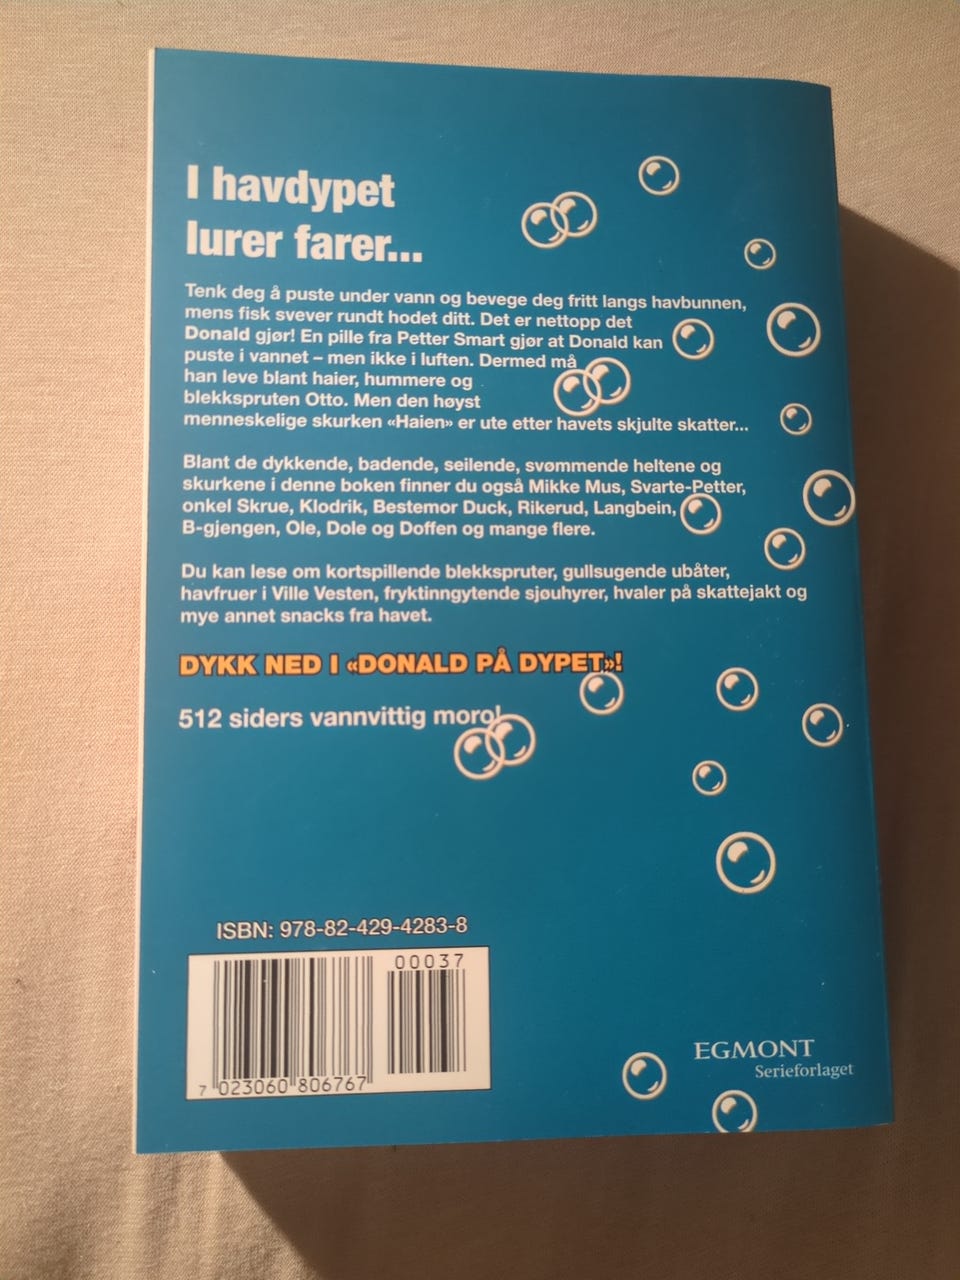 I havdypet
lurer farer...
Tenk deg å puste under vann og bevege deg fritt langs havbunnen,
mens fisk svever rundt hodet ditt. Det er nettopp det
Donald gjør! En pille fra Petter Smart gjør at Donald kan
puste i vannet – men ikke i luften. Dermed må
han leve blant haier, hummere og
blekkspruten Otto. Men den høyst
menneskelige skurken «Haien» er ute etter havets skjulte skatter...
Blant de dykkende, badende, seilende, svømmende heltene og
skurkene i denne boken finner du også Mikke Mus, Svarte-Petter,
onkel Skrue, Klodrik, Bestemor Duck, Rikerud, Langbein,
B-gjengen, Ole, Dole og Doffen og mange flere.
Du kan lese om kortspillende blekkspruter, gullsugende ubåter,
havfruer i Ville Vesten, fryktinngytende sjøuhyrer, hvaler på skattejakt og
mye annet snacks fra havet.
DYKK NED I «DONALD PÅ DYPET»!
512 siders vannvittig moro!
ISBN: 978-82-429-4283-8
00037
7 023060 806767
EGMONT
Serieforlaget